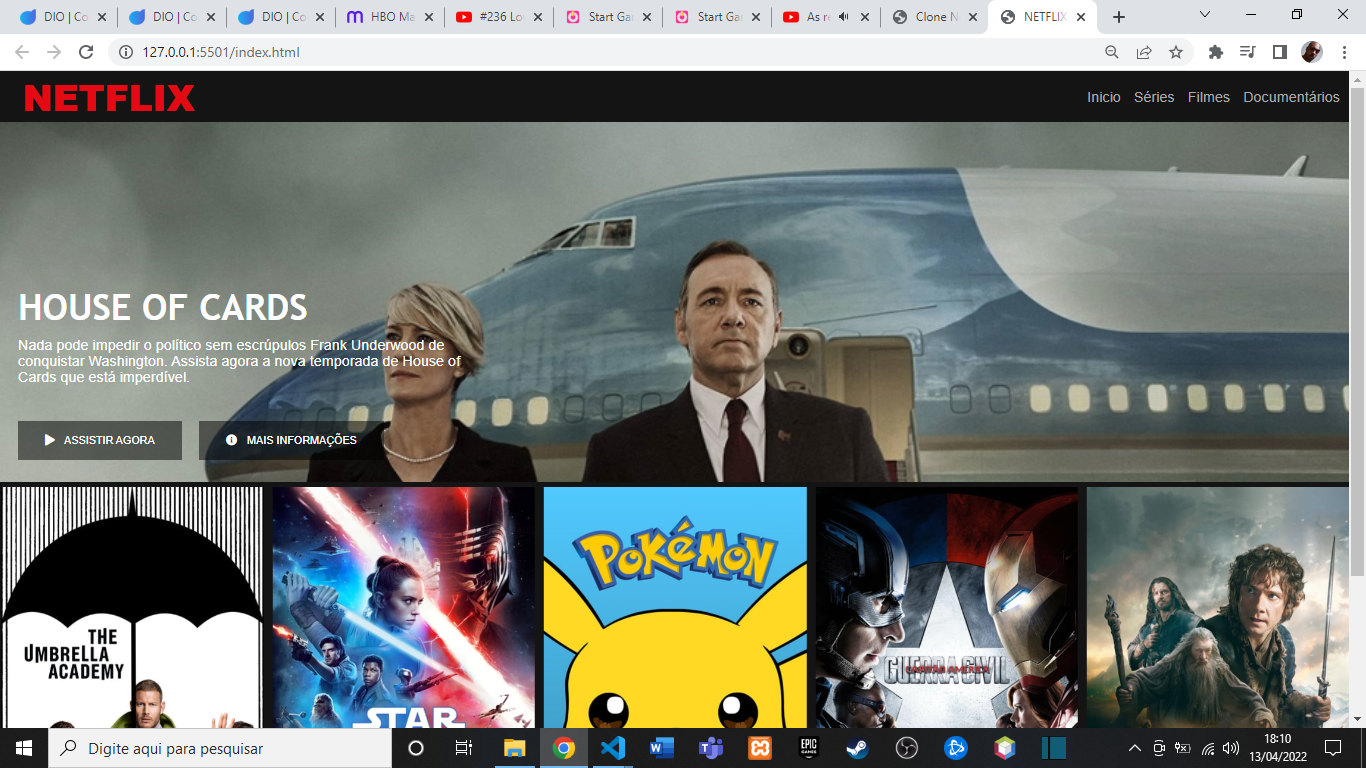 DIO | Co
DIO | Co
DIO | Co
HBO Ma
#236 Lo
Start Ga
Start Ga
As r
Clone N
NETFLIX
127.0.0.1:5501/index.html
NETFLIX
Inicio
Séries
Filmes
Documentários
HOUSE OF CARDS
Nada pode impedir o político sem escrúpulos Frank Underwood de
conquistar Washington. Assista agora a nova temporada de House of
Cards que está imperdível.
ASSISTIR AGORA
MAIS INFORMAÇÕES
THE
UMBRELLA
ACADEMY
STAR
POKéMON
CAPITÃO AMÉRICA
GUERRA CIVIL
Digite aqui para pesquisar
EPIC
GAMES
18:10
13/04/2022